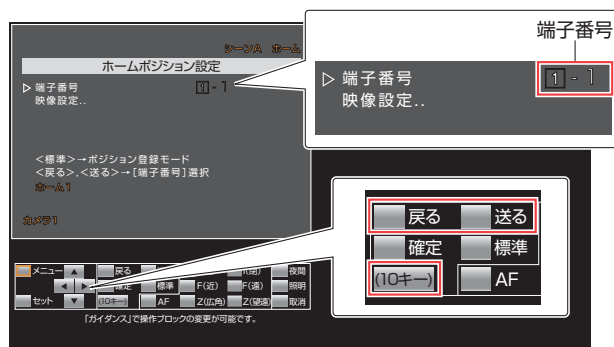 端子番号
シーンA ホーム
ホームポジション設定
▷ 端子番号 1 - 1
映像設定..
<標準>→ポジション登録モード
<戻る>.<送る>→[端子番号]選択
ホーム1
カメラ1
▷ 端子番号 1 - 1
映像設定..
戻る 送る
確定 標準
(10キー) AF
メニュー ▲ 戻る (閉) 夜間
◀ ▶ 確定 標準 F(近) F(遠) 照明
セット ▼ (10キー) AF Z(広角) Z(望遠) 取消
「ガイダンス」で操作ブロックの変更が可能です。